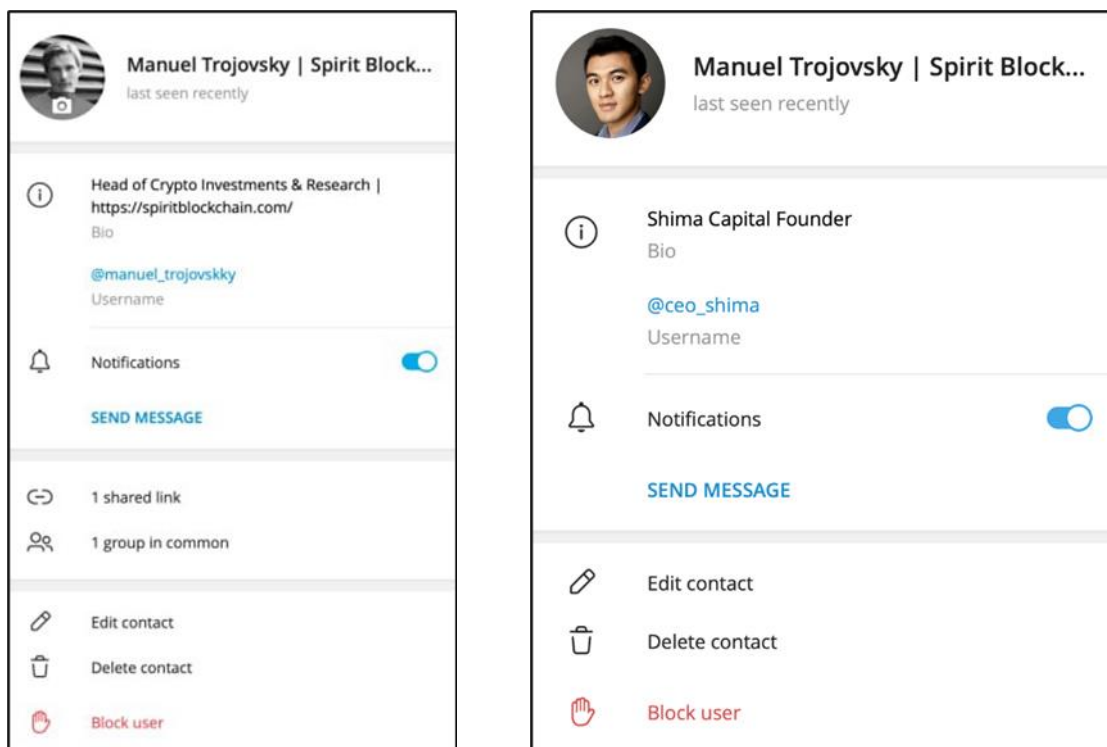 Manuel Trojovsky | Spirit Block...
last seen recently
Head of Crypto Investments & Research |
https://spiritblockchain.com/
Bio
@manuel_trojovskky
Username
Notifications
SEND MESSAGE
1 shared link
1 group in common
Edit contact
Delete contact
Block user
Manuel Trojovsky | Spirit Block...
last seen recently
Shima Capital Founder
Bio
@ceo_shima
Username
Notifications
SEND MESSAGE
Edit contact
Delete contact
Block user